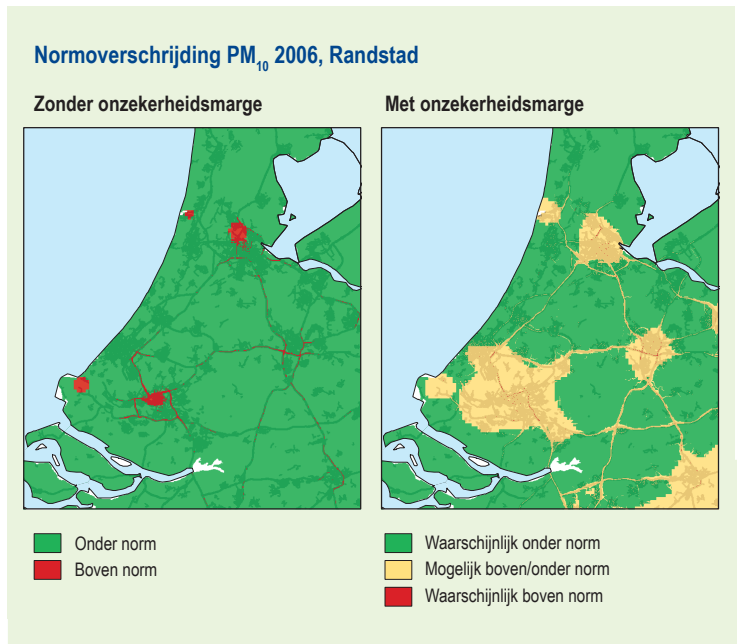 Normoverschrijding PM10 2006, Randstad
Zonder onzekerheidsmarge
Met onzekerheidsmarge
Onder norm
Boven norm
Waarschijnlijk onder norm
Mogelijk boven/onder norm
Waarschijnlijk boven norm